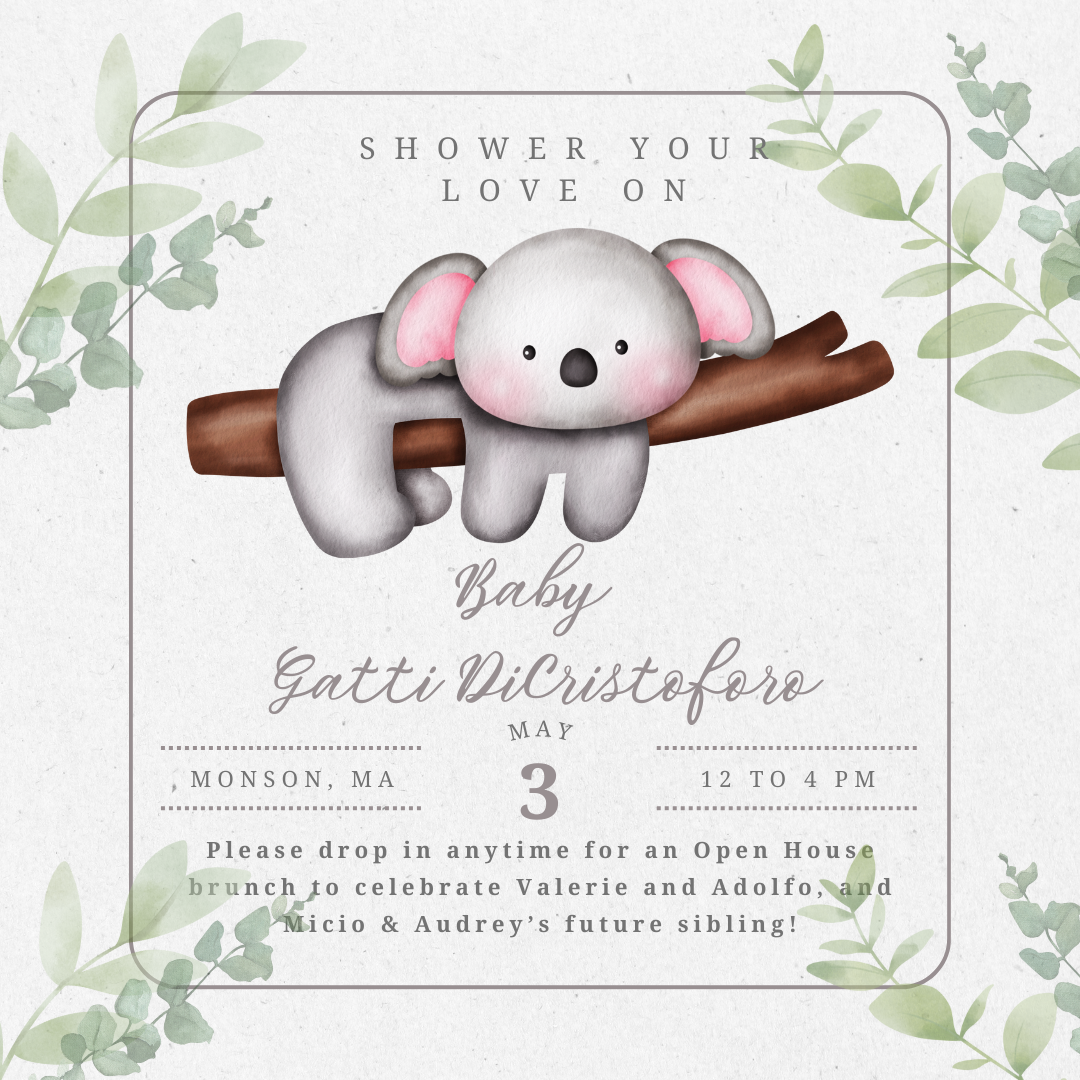 SHOWER YOUR
LOVE ON
Baby
Gatti DiCristoforo
MAY
MONSON, MA
3
12 TO 4 PM
Please drop in anytime for an Open House
brunch to celebrate Valerie and Adolfo, and
Micio & Audrey’s future sibling!